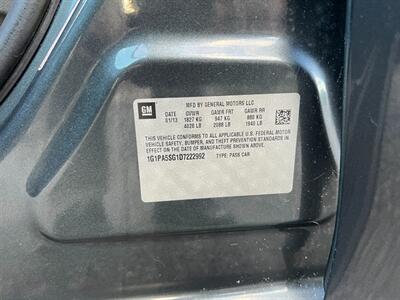 GM
MFD BY GENERAL MOTORS LLC
DATE GVWR GAWR FRT GAWR RR
01/13 1827 KG 947 KG 880 KG
4028 LB 2088 LB 1940 LB
THIS VEHICLE CONFORMS TO ALL APPLICABLE U.S. FEDERAL MOTOR
VEHICLE SAFETY, BUMPER, AND THEFT PREVENTION STANDARDS IN
EFFECT ON THE DATE OF MANUFACTURE SHOWN ABOVE.
1G1PA5SG1D7222992 TYPE: PASS CAR